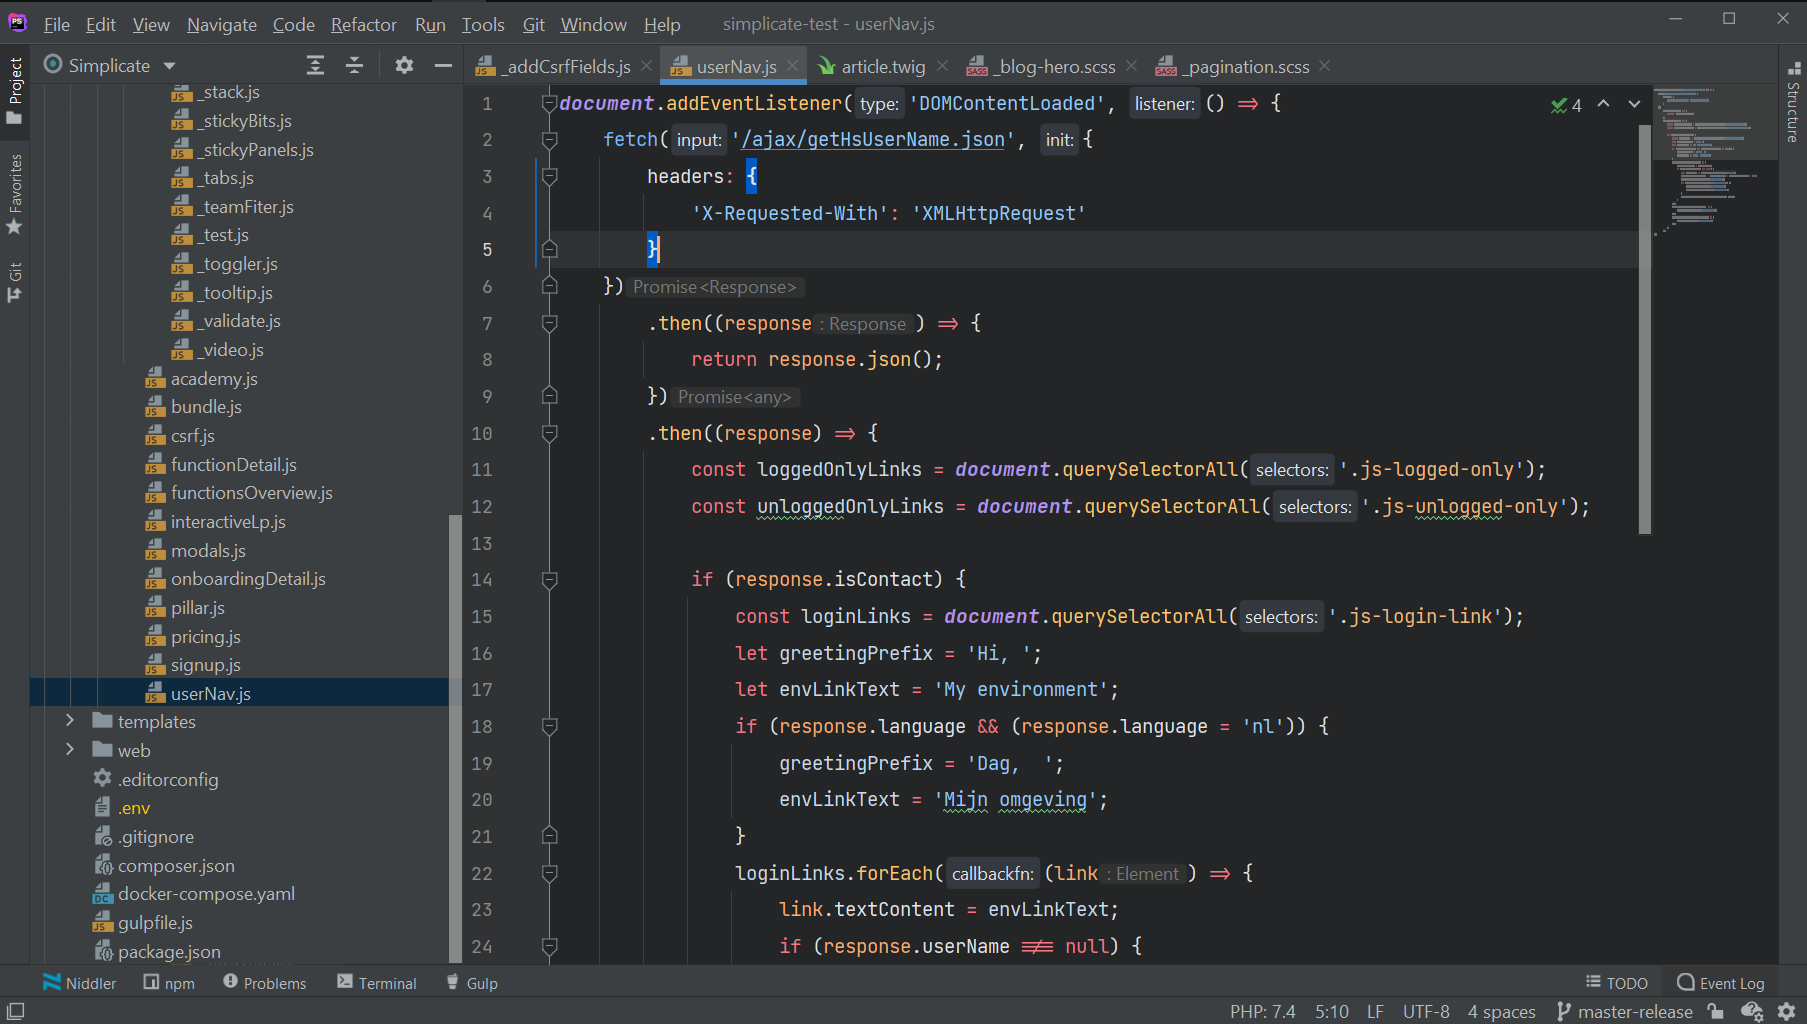 File Edit View Navigate Code Refactor Run Tools Git Window Help simplicate-test - userNav.js
Project
Favorites
Git
Simplicate
_stack.js
_stickyBits.js
_stickyPanels.js
_tabs.js
_teamFiter.js
_test.js
_toggler.js
_tooltip.js
_validate.js
_video.js
academy.js
bundle.js
csrf.js
functionDetail.js
functionsOverview.js
interactiveLp.js
modals.js
onboardingDetail.js
pillar.js
pricing.js
signup.js
userNav.js
templates
web
.editorconfig
.env
.gitignore
composer.json
docker-compose.yaml
gulpfile.js
package.json
_addCsrfFields.js userNav.js article.twig _blog-hero.scss _pagination.scss
4
Structure
1 document.addEventListener( type: 'DOMContentLoaded', listener: () => {
2 fetch( input: '/ajax/getHsUserName.json', init: {
3 headers: {
4 'X-Requested-With': 'XMLHttpRequest'
5 }
6 }) Promise<Response>
7 .then((response : Response ) => {
8 return response.json();
9 }) Promise<any>
10 .then((response) => {
11 const loggedOnlyLinks = document.querySelectorAll( selectors: '.js-logged-only');
12 const unloggedOnlyLinks = document.querySelectorAll( selectors: '.js-unlogged-only');
13
14 if (response.isContact) {
15 const loginLinks = document.querySelectorAll( selectors: '.js-login-link');
16 let greetingPrefix = 'Hi, ';
17 let envLinkText = 'My environment';
18 if (response.language && (response.language = 'nl')) {
19 greetingPrefix = 'Dag,  ';
20 envLinkText = 'Mijn omgeving';
21 }
22 loginLinks.forEach( callbackfn: (link : Element ) => {
23 link.textContent = envLinkText;
24 if (response.userName !== null) {
Niddler npm Problems Terminal Gulp TODO Event Log
PHP: 7.4 5:10 LF UTF-8 4 spaces master-release